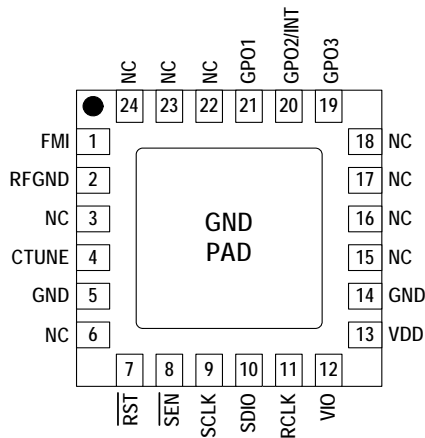 NC NC NC GPO1 GPO2/INT GPO3
24 23 22 21 20 19
FMI 1
RFGND 2
NC 3
CTUNE 4
GND 5
NC 6
GND
PAD
18 NC
17 NC
16 NC
15 NC
14 GND
13 VDD
7 8 9 10 11 12
RST SEN SCLK SDIO RCLK VIO